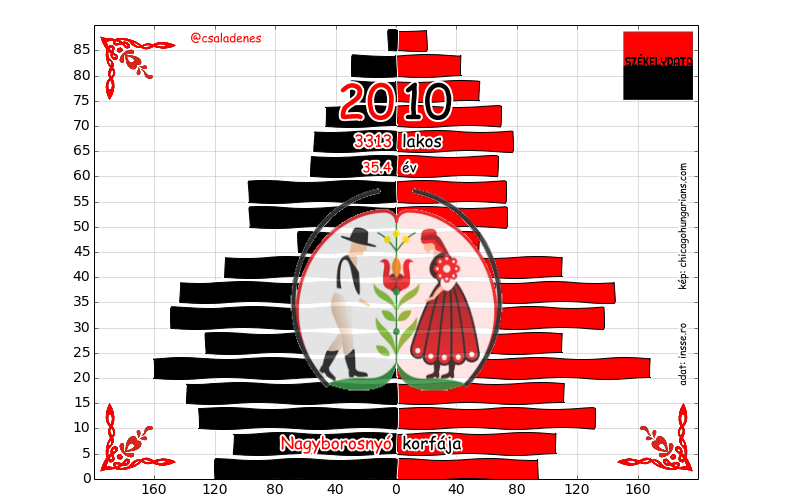 @csaladenes
SZÉKELYDATA
2010
3313 lakos
35.4 év
Nagyborosnyó korfája
kép: chicagohungarians.com
adat: insse.ro
85
80
75
70
65
60
55
50
45
40
35
30
25
20
15
10
5
0
160 120 80 40 0 40 80 120 160